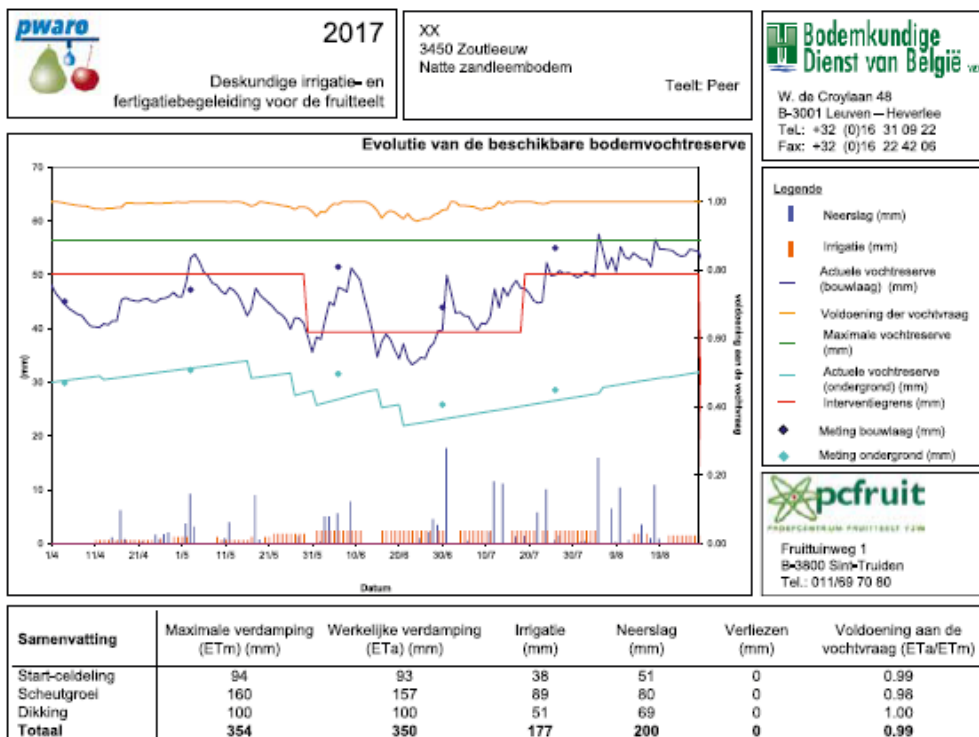 pwaro
2017
Deskundige irrigatie- en
fertigatiebegeleiding voor de fruitteelt
XX
3450 Zoutleeuw
Natte zandleembodem
Teelt: Peer
Bodemkundige
Dienst van België
W. de Croylaan 48
B-3001 Leuven – Heverlee
Tel.: +32 (0)16 31 09 22
Fax: +32 (0)16 22 42 06
Evolutie van de beschikbare bodemvochtreserve
70
60
50
40
30
20
10
0
(mm)
1.00
0.80
0.60
0.40
0.20
0.00
voldoening aan de vochtvraag
1/4 11/4 21/4 1/5 11/5 21/5 31/5 10/6 20/6 30/6 10/7 20/7 30/7 9/8 19/8
Datum
Legende
Neerslag (mm)
Irrigatie (mm)
Actuele vochtreserve
(bouwlaag) (mm)
Voldoening der vochtvraag
Maximale vochtreserve
(mm)
Actuele vochtreserve
(ondergrond) (mm)
Interventiegrens (mm)
Meting bouwlaag (mm)
Meting ondergrond (mm)
pcfruit
PROEFCENTRUM FRUITTEELT VZW
Fruittuinweg 1
B-3800 Sint-Truiden
Tel.: 011/69 70 80
Samenvatting Maximale verdamping Werkelijke verdamping Irrigatie Neerslag Verliezen Voldoening aan de
(ETm) (mm) (ETa) (mm) (mm) (mm) (mm) vochtvraag (ETa/ETm)
Start-celdeling 94 93 38 51 0 0.99
Scheutgroei 160 157 89 80 0 0.98
Dikking 100 100 51 69 0 1.00
Totaal 354 350 177 200 0 0.99